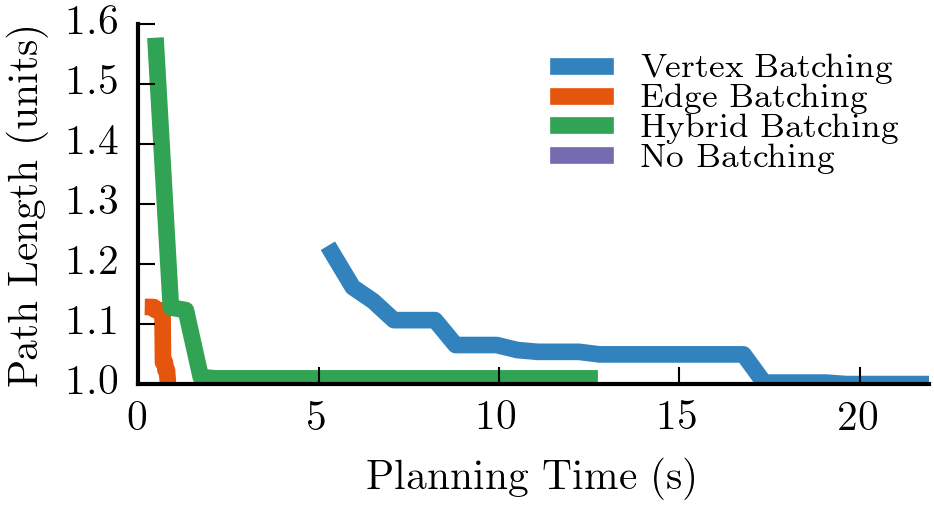 Path Length (units)
1.6
1.5
1.4
1.3
1.2
1.1
1.0
Vertex Batching
Edge Batching
Hybrid Batching
No Batching
0 5 10 15 20
Planning Time (s)